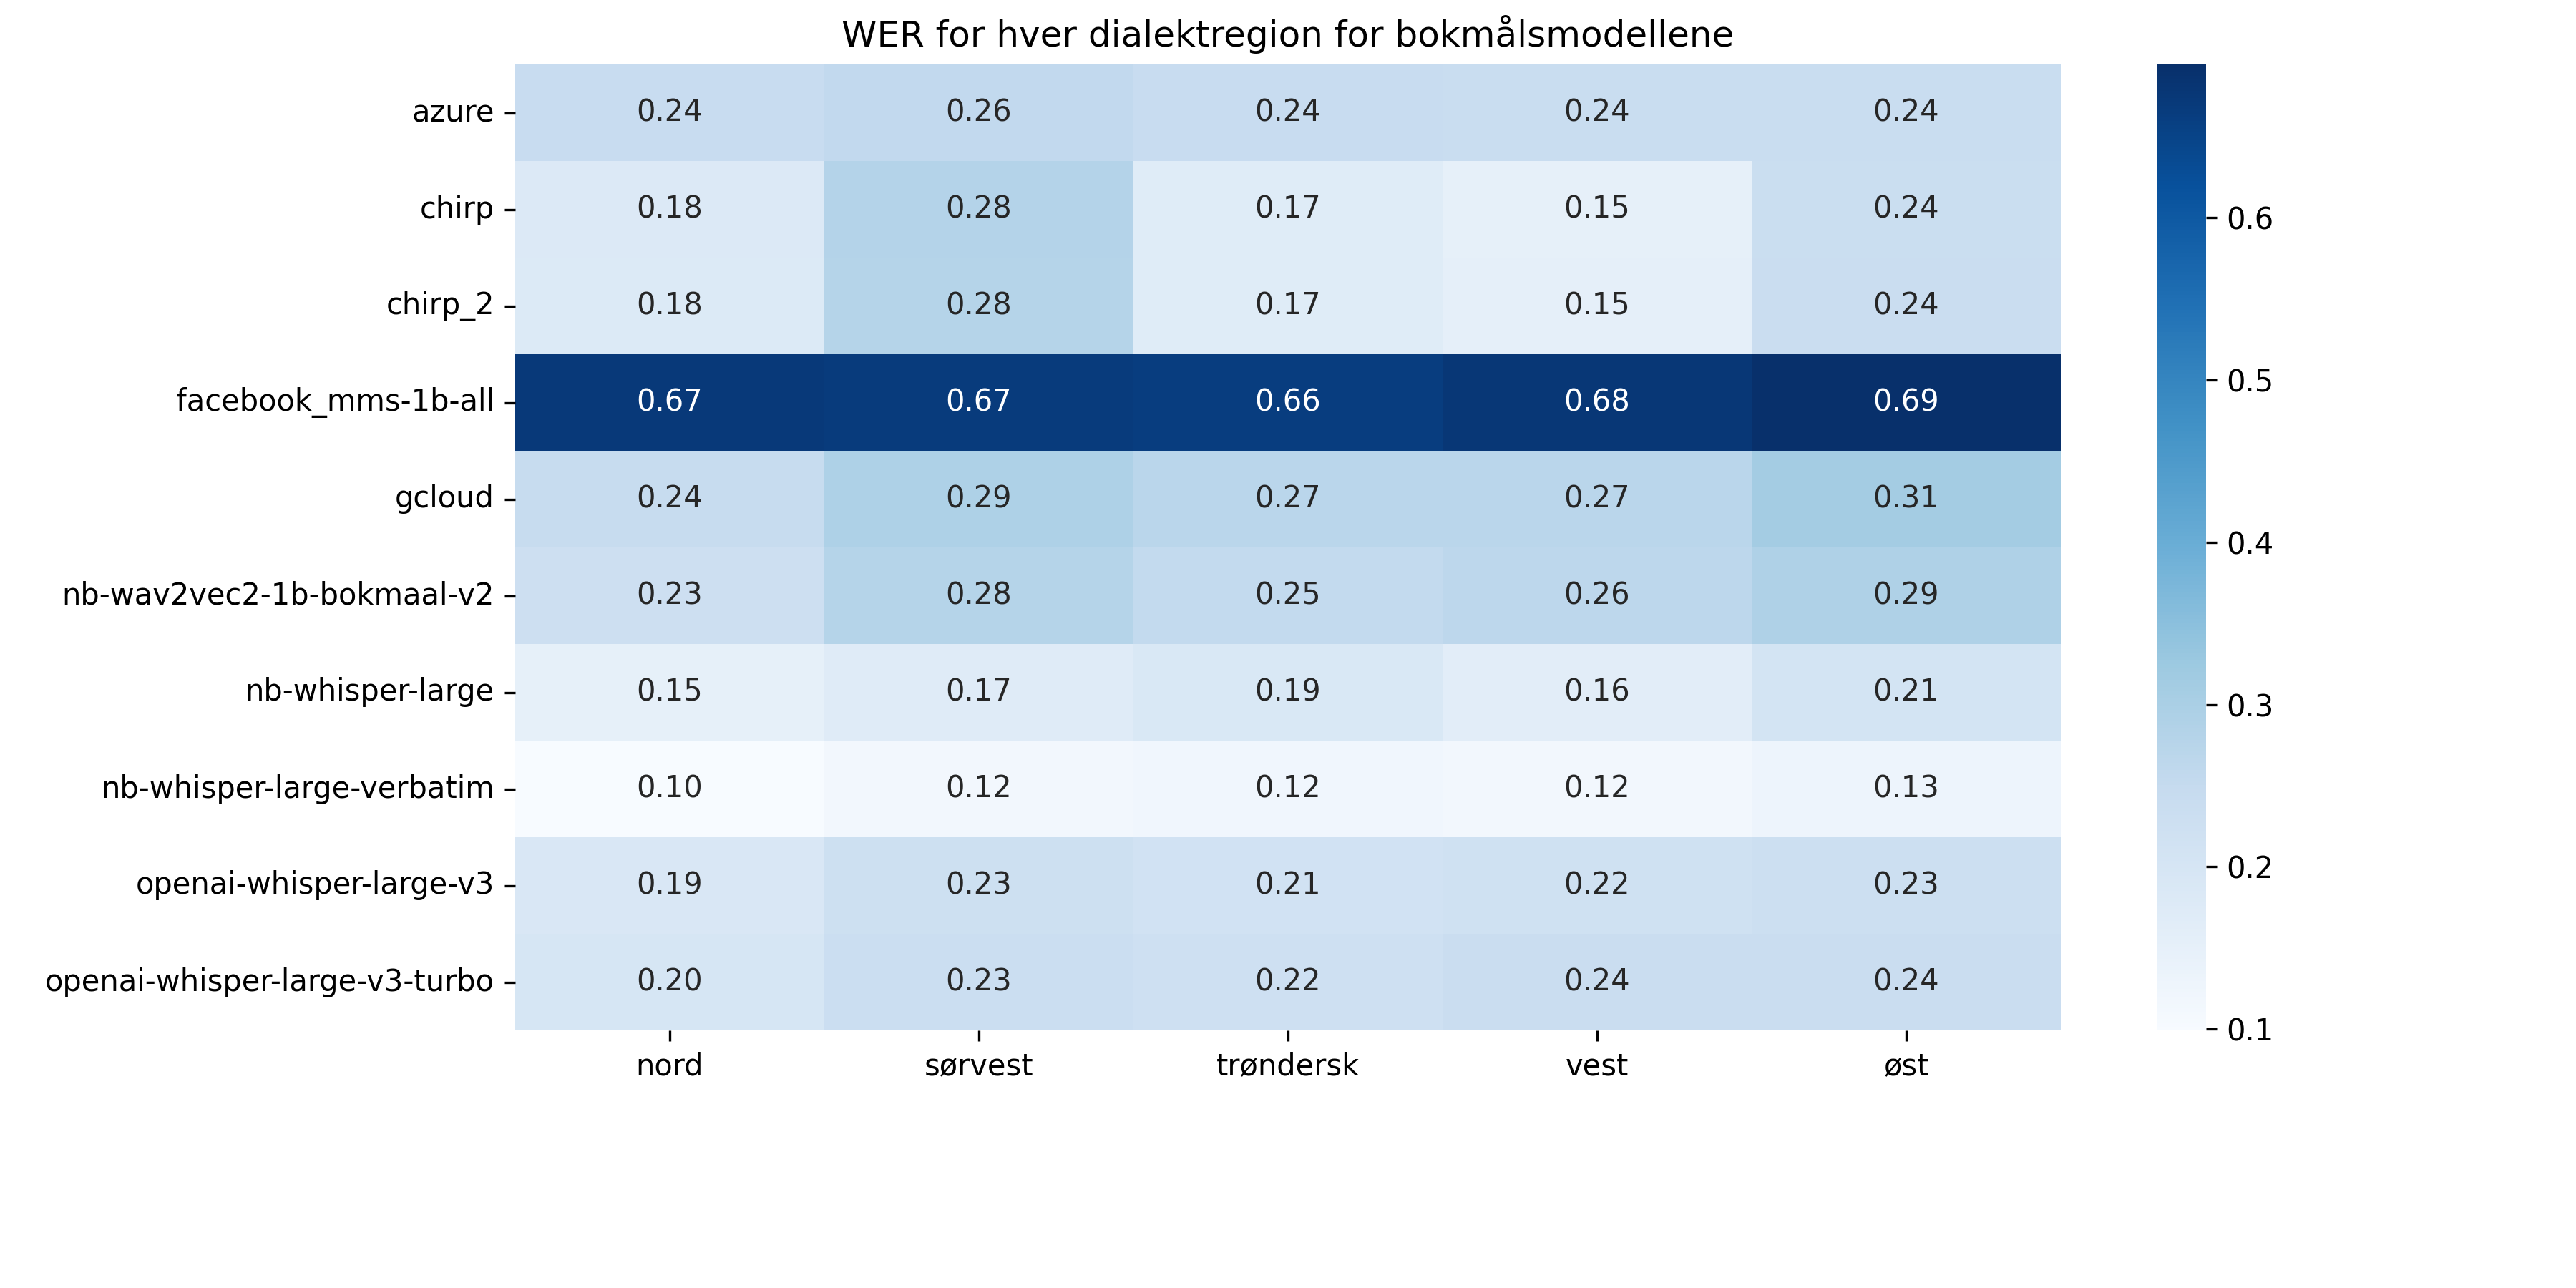 WER for hver dialektregion for bokmålsmodellene
azure 0.24 0.26 0.24 0.24 0.24
chirp 0.18 0.28 0.17 0.15 0.24
chirp_2 0.18 0.28 0.17 0.15 0.24
facebook_mms-1b-all 0.67 0.67 0.66 0.68 0.69
gcloud 0.24 0.29 0.27 0.27 0.31
nb-wav2vec2-1b-bokmaal-v2 0.23 0.28 0.25 0.26 0.29
nb-whisper-large 0.15 0.17 0.19 0.16 0.21
nb-whisper-large-verbatim 0.10 0.12 0.12 0.12 0.13
openai-whisper-large-v3 0.19 0.23 0.21 0.22 0.23
openai-whisper-large-v3-turbo 0.20 0.23 0.22 0.24 0.24
nord sørvest trøndersk vest øst
0.6
0.5
0.4
0.3
0.2
0.1